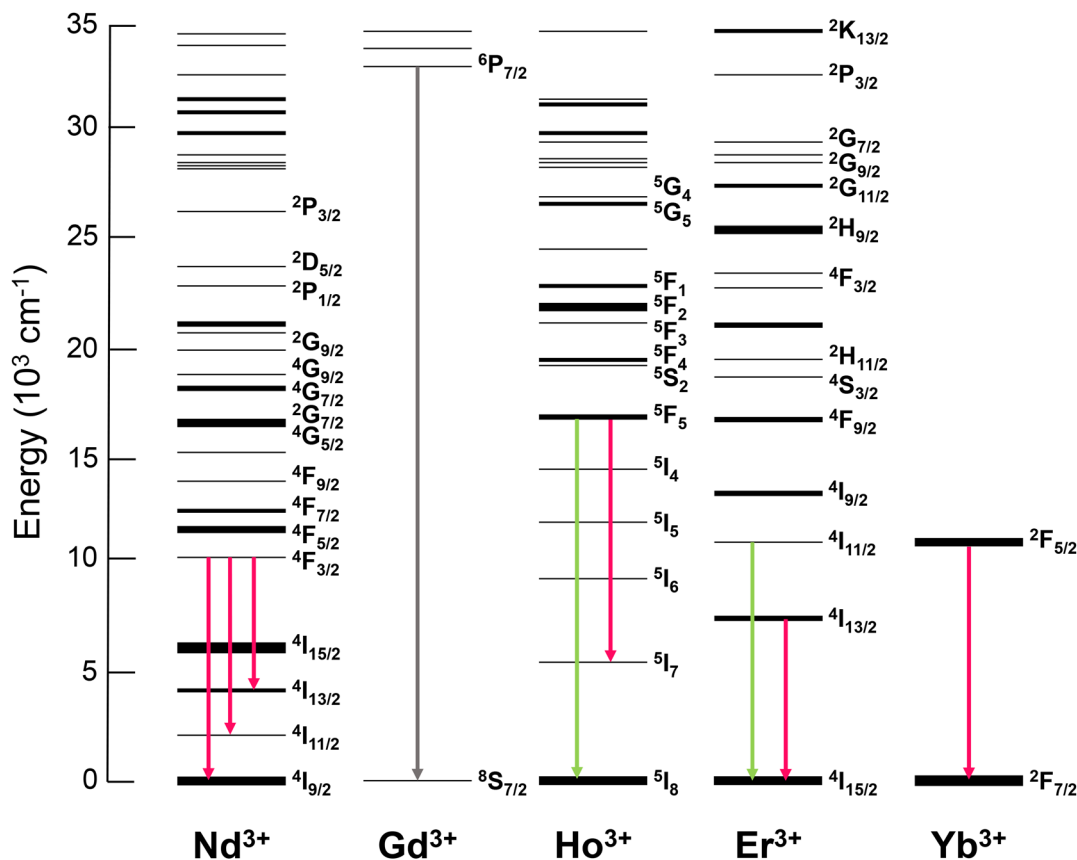 Energy (10³ cm⁻¹)
35
30
25
20
15
10
5
0
²P₃/₂
²D₅/₂
²P₁/₂
²G₉/₂
⁴G₉/₂
⁴G₇/₂
²G₇/₂
⁴G₅/₂
⁴F₉/₂
⁴F₇/₂
⁴F₅/₂
⁴F₃/₂
⁴I₁₅/₂
⁴I₁₃/₂
⁴I₁₁/₂
⁴I₉/₂
Nd³⁺
⁶P₇/₂
⁸S₇/₂
Gd³⁺
⁵G₄
⁵G₅
⁵F₁
⁵F₂
⁵F₃
⁵F₄
⁵S₂
⁵F₅
⁵I₄
⁵I₅
⁵I₆
⁵I₇
⁵I₈
Ho³⁺
²K₁₃/₂
²P₃/₂
²G₇/₂
²G₉/₂
²G₁₁/₂
²H₉/₂
⁴F₃/₂
²H₁₁/₂
⁴S₃/₂
⁴F₉/₂
⁴I₉/₂
⁴I₁₁/₂
⁴I₁₃/₂
⁴I₁₅/₂
Er³⁺
²F₅/₂
²F₇/₂
Yb³⁺